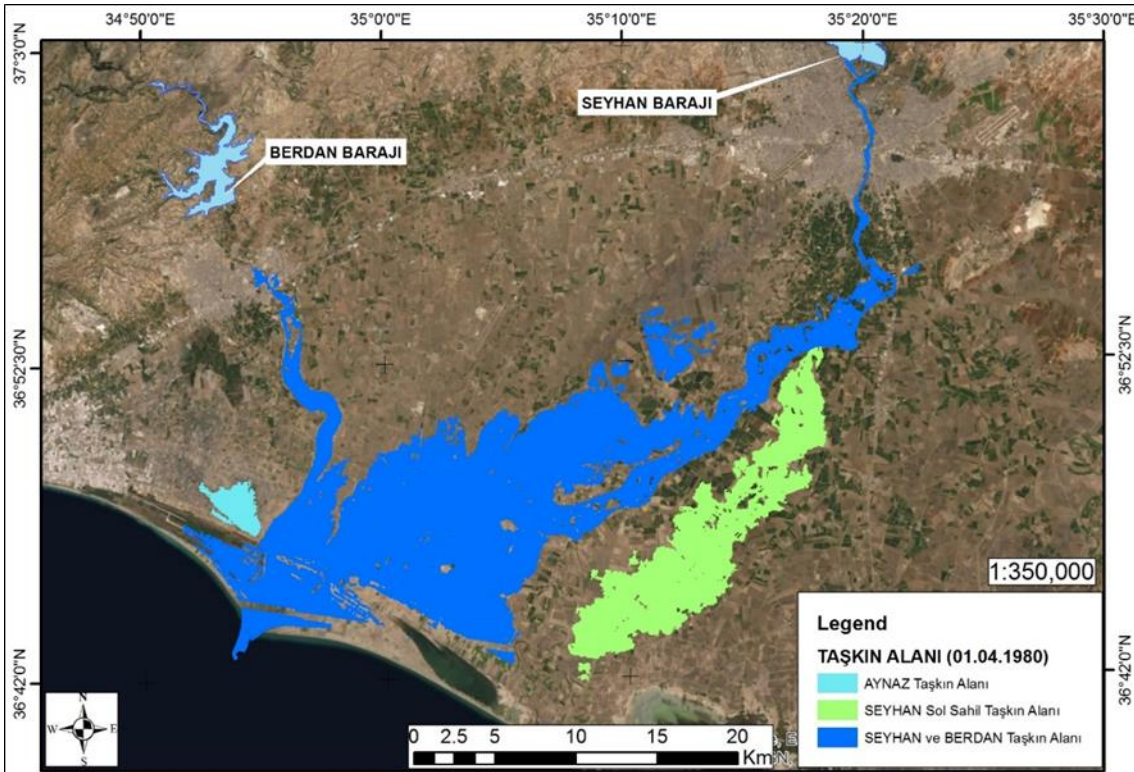 34°50'0"E
35°0'0"E
35°10'0"E
35°20'0"E
35°30'0"E
37°3'0"N
37°3'0"N
SEYHAN BARAJI
BERDAN BARAJI
36°52'30"N
36°52'30"N
1:350,000
Legend
TAŞKIN ALANI (01.04.1980)
AYNAZ Taşkın Alanı
SEYHAN Sol Sahil Taşkın Alanı
SEYHAN ve BERDAN Taşkın Alanı
36°42'0"N
36°42'0"N
N
W
E
S
0 2.5 5 10 15 20
Km